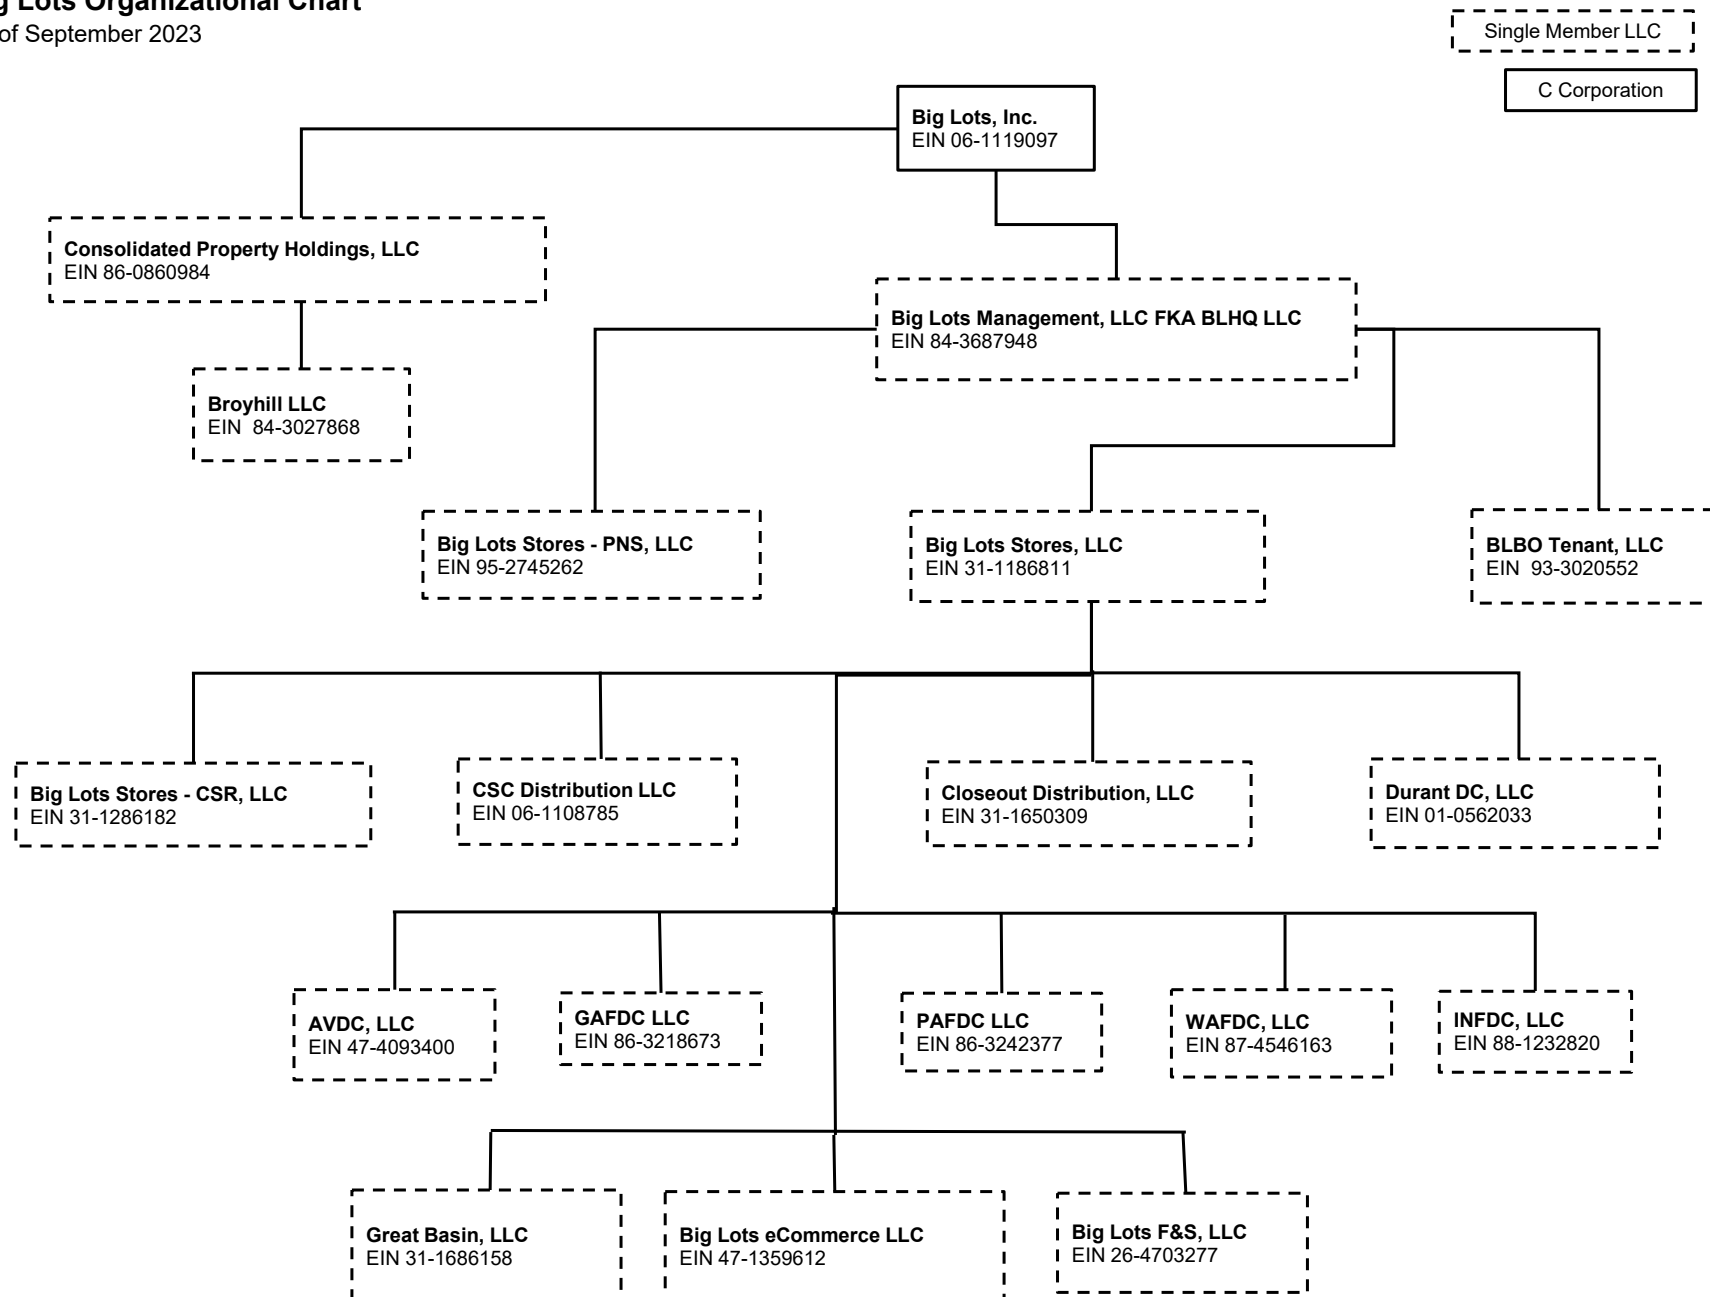 g Lots Organizational Chart
of September 2023
Single Member LLC
C Corporation
Big Lots, Inc.
EIN 06-1119097
Consolidated Property Holdings, LLC
EIN 86-0860984
Big Lots Management, LLC FKA BLHQ LLC
EIN 84-3687948
Broyhill LLC
EIN 84-3027868
Big Lots Stores - PNS, LLC
EIN 95-2745262
Big Lots Stores, LLC
EIN 31-1186811
BLBO Tenant, LLC
EIN 93-3020552
Big Lots Stores - CSR, LLC
EIN 31-1286182
CSC Distribution LLC
EIN 06-1108785
Closeout Distribution, LLC
EIN 31-1650309
Durant DC, LLC
EIN 01-0562033
AVDC, LLC
EIN 47-4093400
GAFDC LLC
EIN 86-3218673
PAFDC LLC
EIN 86-3242377
WAFDC, LLC
EIN 87-4546163
INFDC, LLC
EIN 88-1232820
Great Basin, LLC
EIN 31-1686158
Big Lots eCommerce LLC
EIN 47-1359612
Big Lots F&S, LLC
EIN 26-4703277